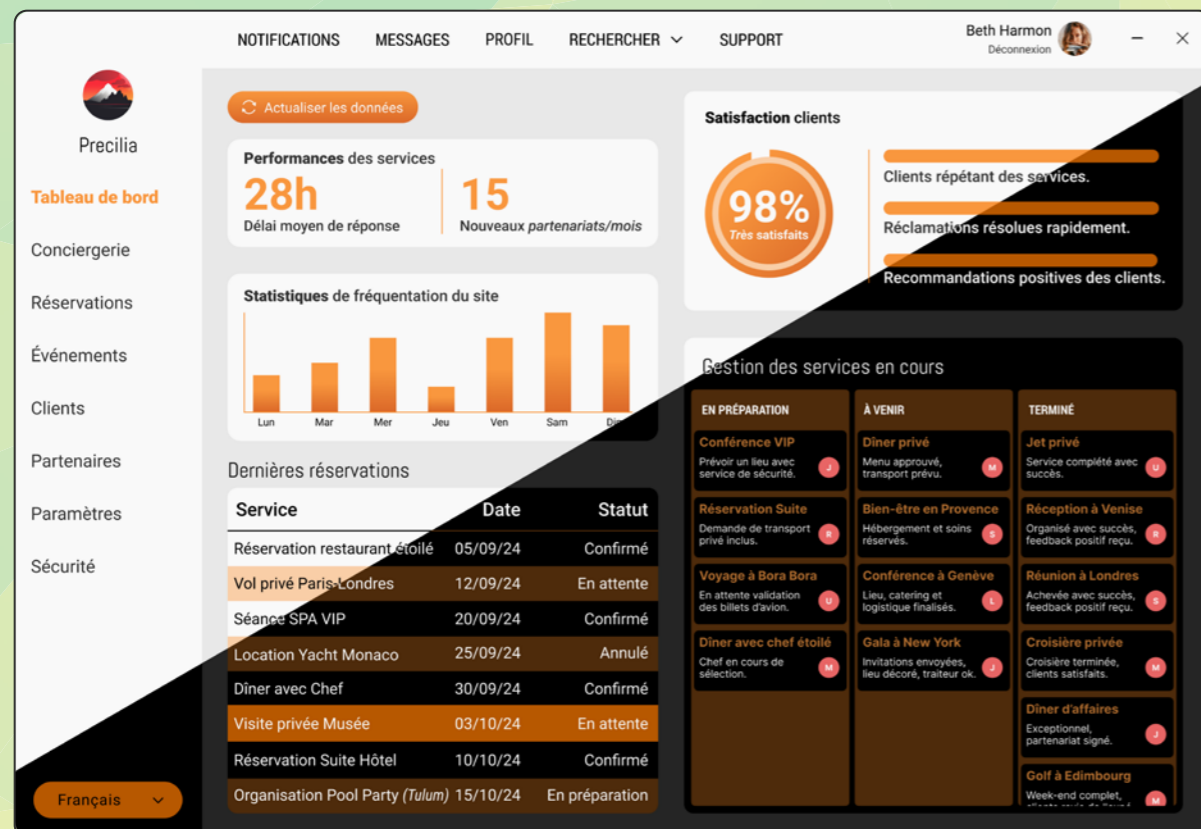 NOTIFICATIONS MESSAGES PROFIL RECHERCHER SUPPORT
Beth Harmon
Déconnexion
Precilia
Tableau de bord
Conciergerie
Réservations
Événements
Clients
Partenaires
Paramètres
Sécurité
Français
Actualiser les données
Performances des services
28h
Délai moyen de réponse
15
Nouveaux partenariats/mois
Satisfaction clients
98%
Très satisfaits
Clients répétant des services.
Réclamations résolues rapidement.
Recommandations positives des clients.
Statistiques de fréquentation du site
Lun Mar Mer Jeu Ven Sam
Dernières réservations
Service Date Statut
Réservation restaurant étoilé 05/09/24 Confirmé
Vol privé Paris-Londres 12/09/24 En attente
Séance SPA VIP 20/09/24 Confirmé
Location Yacht Monaco 25/09/24 Annulé
Dîner avec Chef 30/09/24 Confirmé
Visite privée Musée 03/10/24 En attente
Réservation Suite Hôtel 10/10/24 Confirmé
Organisation Pool Party (Tulum) 15/10/24 En préparation
Gestion des services en cours
EN PRÉPARATION
Conférence VIP
Prévoir un lieu avec
service de sécurité.
J
Réservation Suite
Demande de transport
privé inclus.
R
Voyage à Bora Bora
En attente validation
des billets d'avion.
U
Dîner avec chef étoilé
Chef en cours de
sélection.
M
À VENIR
Dîner privé
Menu approuvé,
transport prévu.
M
Bien-être en Provence
Hébergement et soins
réservés.
S
Conférence à Genève
Lieu, catering et
logistique finalisés.
L
Gala à New York
Invitations envoyées,
lieu décoré, traiteur ok.
J
TERMINÉ
Jet privé
Service complété avec
succès.
U
Réception à Venise
Organisé avec succès,
feedback positif reçu.
R
Réunion à Londres
Achevée avec succès,
feedback positif reçu.
S
Croisière privée
Croisière terminée,
clients satisfaits.
M
Dîner d'affaires
Exceptionnel,
partenariat signé.
J
Golf à Edimbourg
Week-end complet,
M